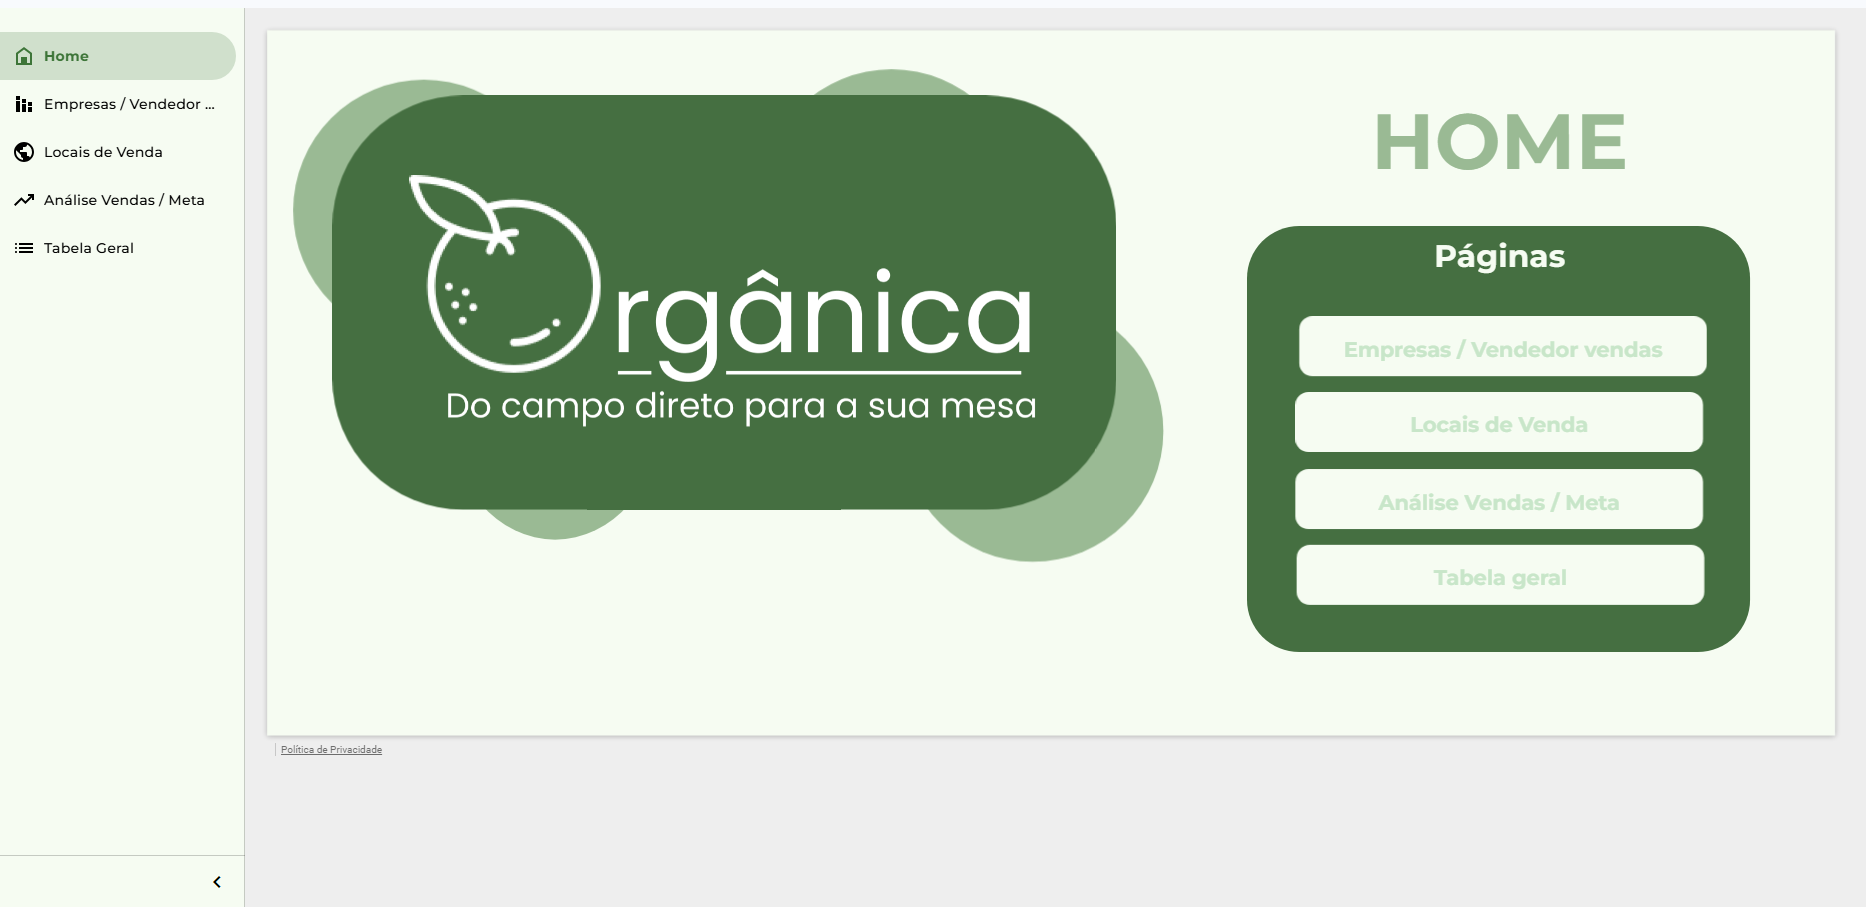 Home
Empresas / Vendedor ...
Locais de Venda
Análise Vendas / Meta
Tabela Geral
rgânica
Do campo direto para a sua mesa
HOME
Páginas
Empresas / Vendedor vendas
Locais de Venda
Análise Vendas / Meta
Tabela geral
Política de Privacidade